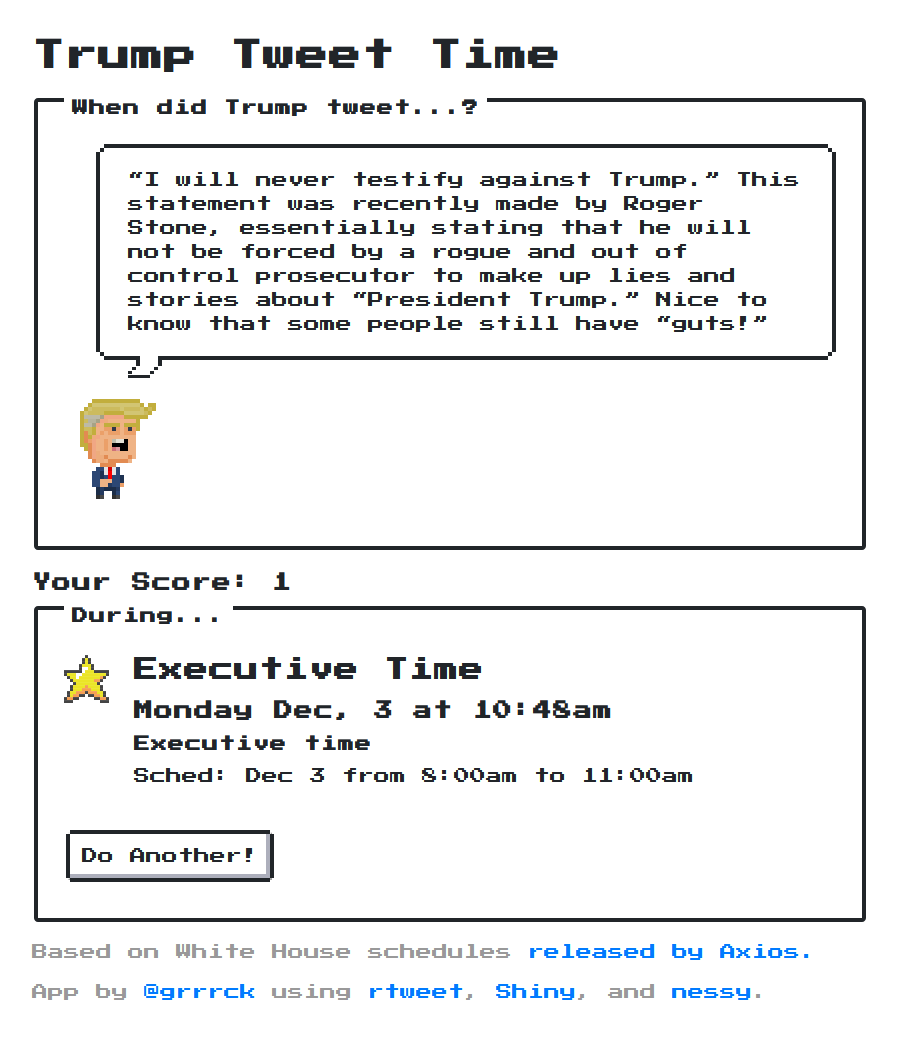 Trump Tweet Time
When did Trump tweet...?
“I will never testify against Trump.” This
statement was recently made by Roger
Stone, essentially stating that he will
not be forced by a rogue and out of
control prosecutor to make up lies and
stories about “President Trump.” Nice to
know that some people still have “guts!”
Your Score: 1
During...
Executive Time
Monday Dec, 3 at 10:48am
Executive time
Sched: Dec 3 from 8:00am to 11:00am
Do Another!
Based on White House schedules released by Axios.
App by @grrrck using rtweet, Shiny, and nessy.